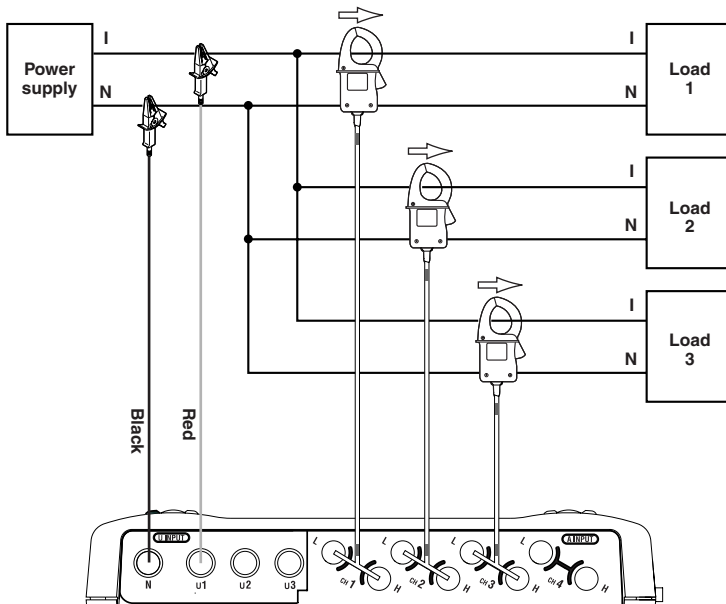 I
I
Power
supply
N
N
Load
1
I
N
Load
2
I
N
Load
3
Black
Red
U INPUT
A INPUT
N
U1
U2
U3
L
CH 1
H
L
CH 2
H
L
CH 3
H
L
CH 4
H